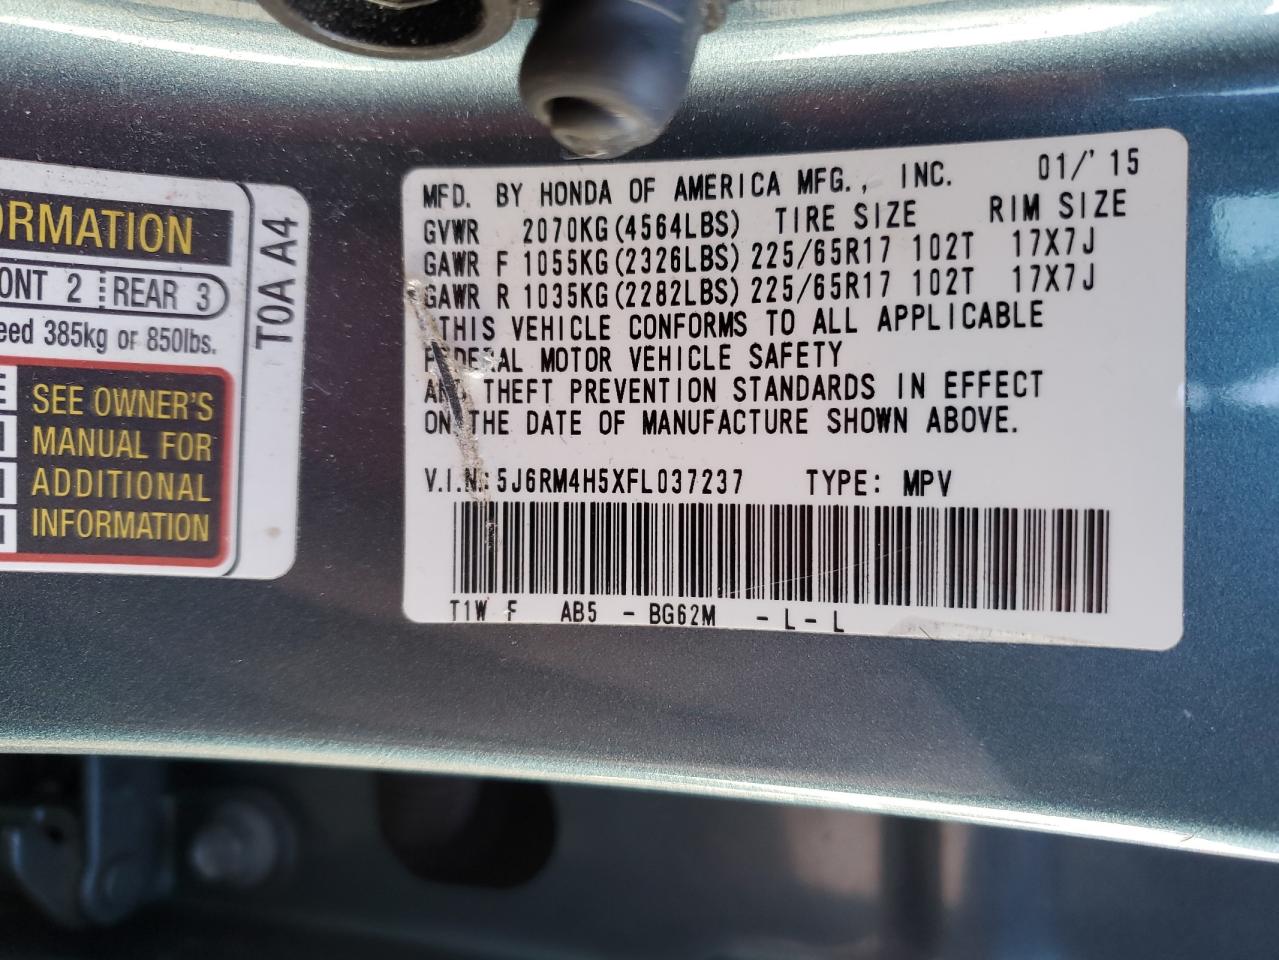 ORMATION
ONT 2 REAR 3
eed 385kg or 850lbs.
E
SEE OWNER'S
MANUAL FOR
ADDITIONAL
INFORMATION
T0A A4
MFD. BY HONDA OF AMERICA MFG., INC. 01/'15
GVWR 2070KG(4564LBS) TIRE SIZE RIM SIZE
GAWR F 1055KG(2326LBS) 225/65R17 102T 17X7J
GAWR R 1035KG(2282LBS) 225/65R17 102T 17X7J
THIS VEHICLE CONFORMS TO ALL APPLICABLE
FEDERAL MOTOR VEHICLE SAFETY
AND THEFT PREVENTION STANDARDS IN EFFECT
ON THE DATE OF MANUFACTURE SHOWN ABOVE.
V.I.N.: 5J6RM4H5XFL037237 TYPE: MPV
T1W F AB5 - BG62M - L - L